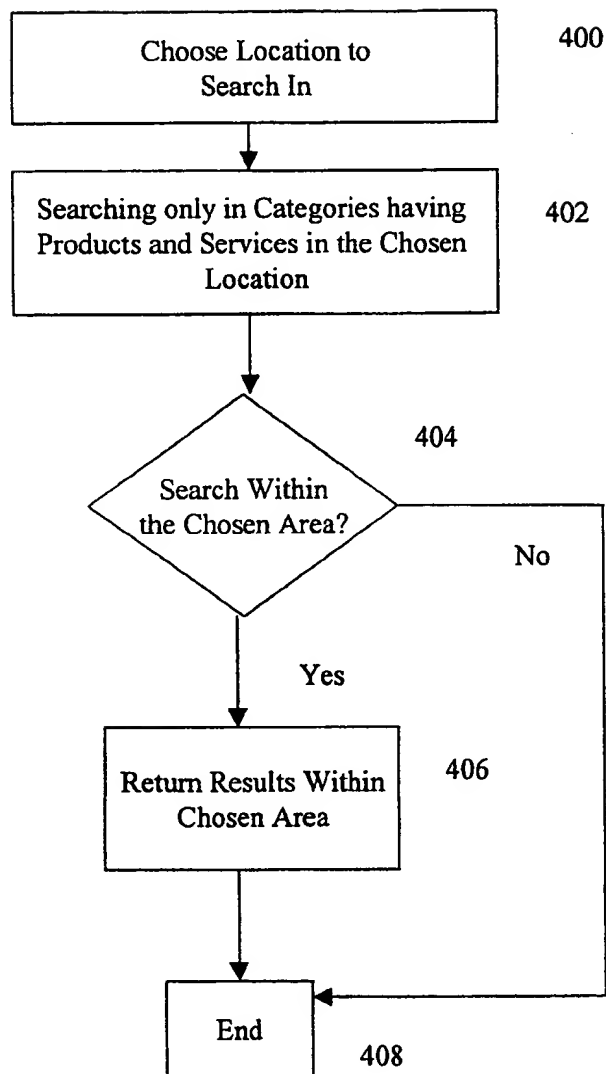 Choose Location to
Search In
400
Searching only in Categories having
Products and Services in the Chosen
Location
402
404
Search Within
the Chosen Area?
No
Yes
Return Results Within
Chosen Area
406
End
408